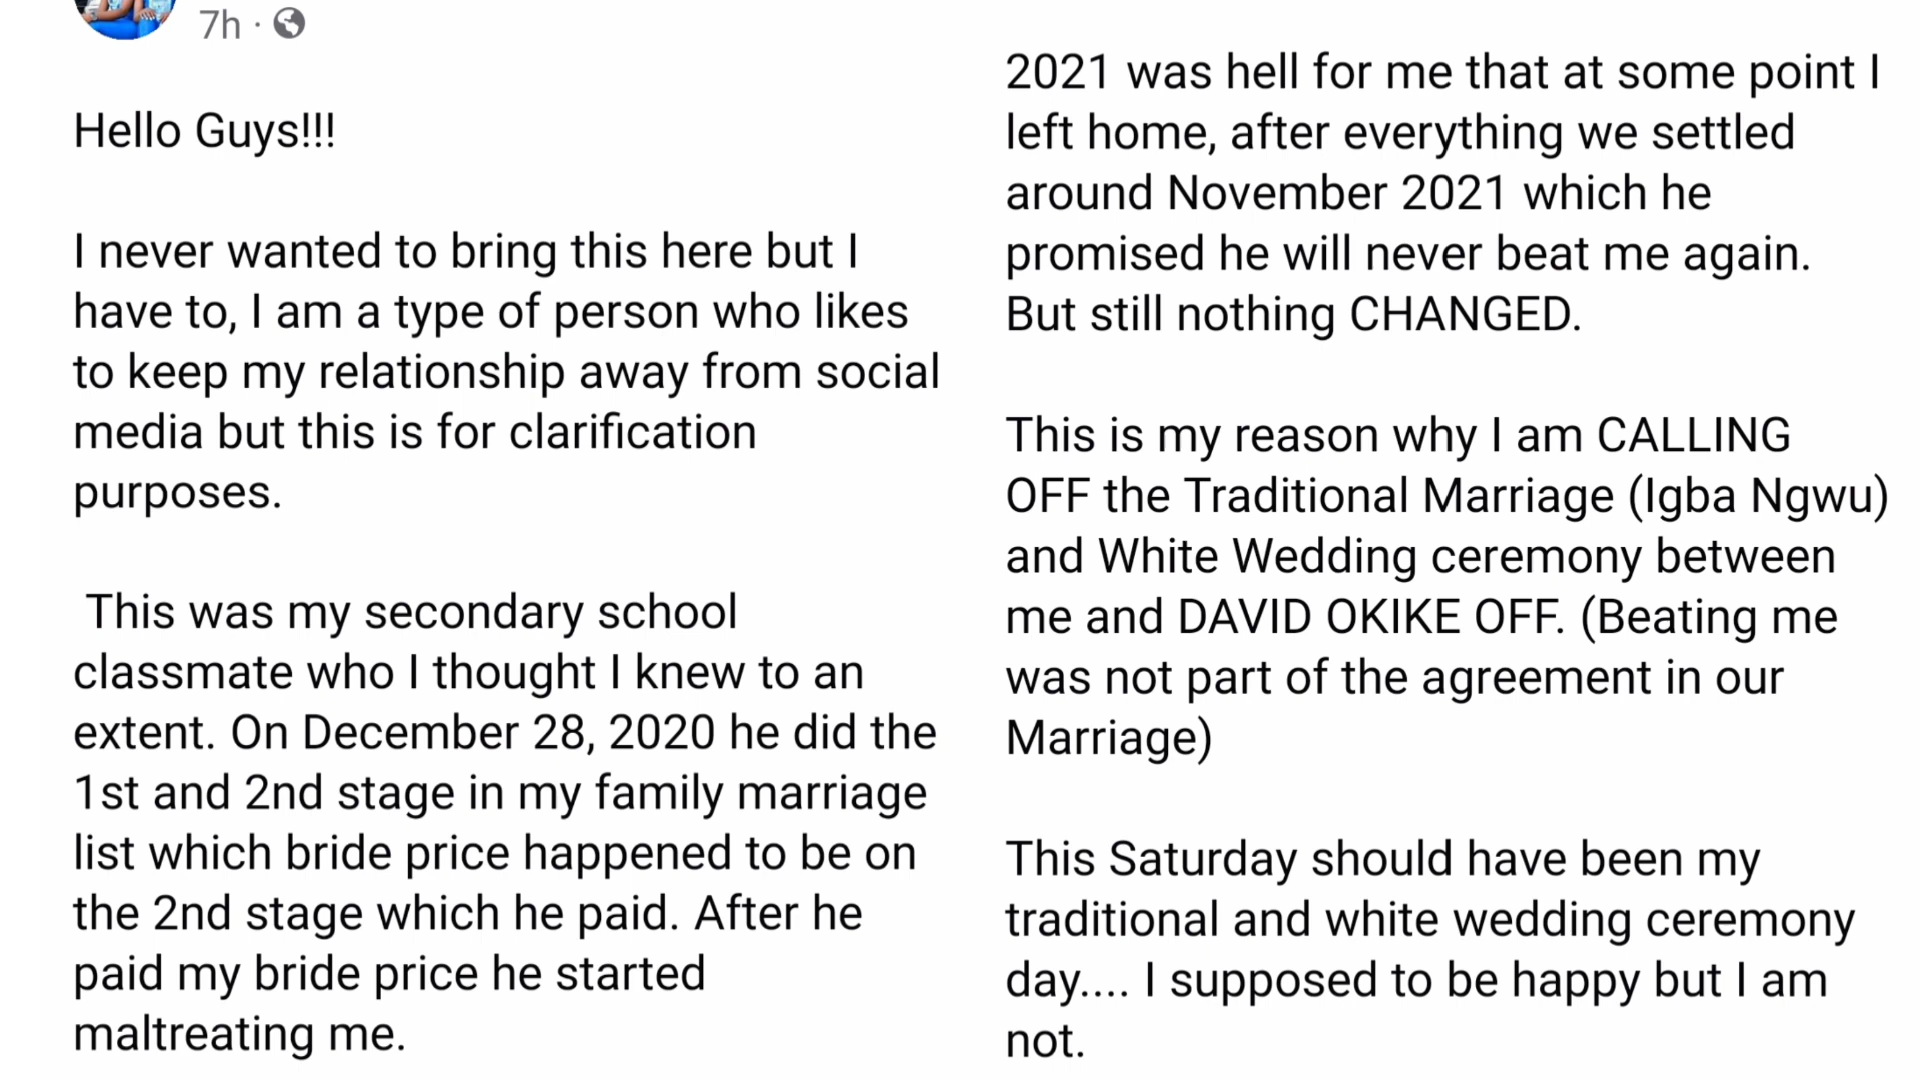 7h ·
Hello Guys!!!
I never wanted to bring this here but I
have to, I am a type of person who likes
to keep my relationship away from social
media but this is for clarification
purposes.
This was my secondary school
classmate who I thought I knew to an
extent. On December 28, 2020 he did the
1st and 2nd stage in my family marriage
list which bride price happened to be on
the 2nd stage which he paid. After he
paid my bride price he started
maltreating me.
2021 was hell for me that at some point I
left home, after everything we settled
around November 2021 which he
promised he will never beat me again.
But still nothing CHANGED.
This is my reason why I am CALLING
OFF the Traditional Marriage (Igba Ngwu)
and White Wedding ceremony between
me and DAVID OKIKE OFF. (Beating me
was not part of the agreement in our
Marriage)
This Saturday should have been my
traditional and white wedding ceremony
day.... I supposed to be happy but I am
not.